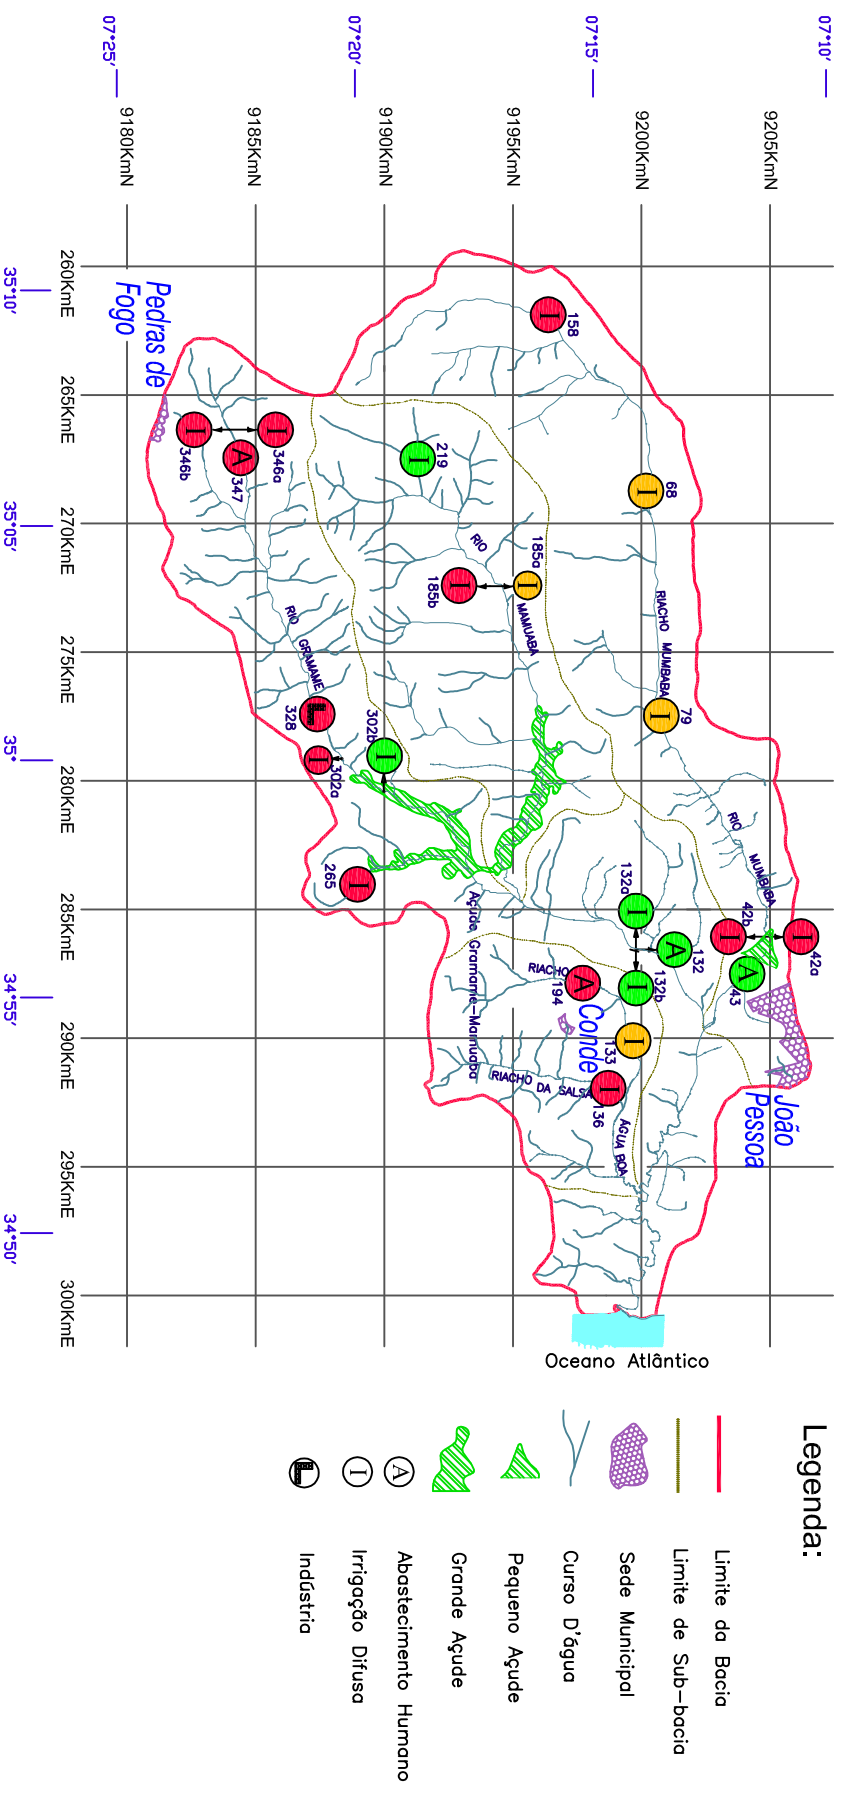 07°10'
07°15'
07°20'
07°25'
9205KmN
9200KmN
9195KmN
9190KmN
9185KmN
9180KmN
260KmE
265KmE
270KmE
275KmE
280KmE
285KmE
290KmE
295KmE
300KmE
35°10'
35°05'
35°
34°55'
34°50'
Pedras de
Fogo
I
158
I
68
RIACHO MUMBABA
I
79
RIO MUMBABA
I
42a
I
42b
A
43
João
Pessoa
I
219
RIO MAMUABA
I
185a
I
185b
I
346a
I
346b
A
347
RIO GRAMAME
L
328
I
302a
I
302b
I
265
I
132a
A
132
I
132b
I
133
Açude Gramame-Mamuaba
RIACHO
A
194
Conde
RIACHO DA SALSA
I
136
ÁGUA BOA
Oceano Atlântico
Legenda:
Limite da Bacia
Limite de Sub-bacia
Sede Municipal
Curso D'água
Pequeno Açude
Grande Açude
A Abastecimento Humano
I Irrigação Difusa
L Indústria